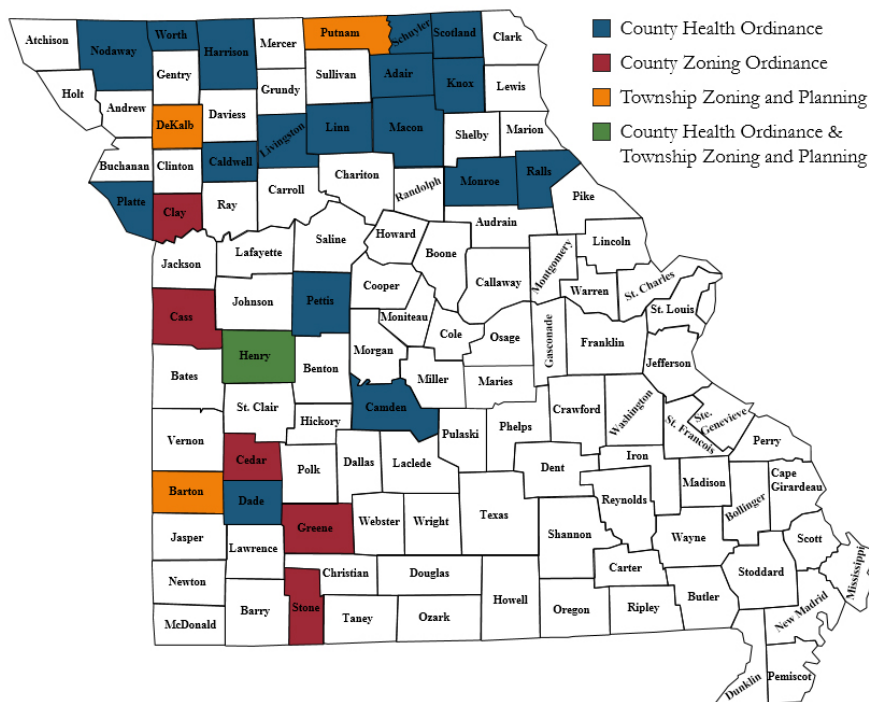 Atchison
Nodaway
Worth
Harrison
Mercer
Putnam
Schuyler
Scotland
Clark
County Health Ordinance
County Zoning Ordinance
Township Zoning and Planning
County Health Ordinance &
Township Zoning and Planning
Holt
Andrew
Gentry
DeKalb
Daviess
Grundy
Sullivan
Adair
Knox
Lewis
Buchanan
Clinton
Caldwell
Livingston
Linn
Macon
Shelby
Marion
Platte
Clay
Ray
Carroll
Chariton
Randolph
Monroe
Ralls
Pike
Audrain
Jackson
Lafayette
Saline
Howard
Boone
Callaway
Montgomery
Lincoln
Warren
St. Charles
St. Louis
Cass
Johnson
Pettis
Cooper
Moniteau
Cole
Osage
Gasconade
Franklin
Jefferson
Bates
Henry
Benton
Morgan
Miller
Maries
St. Clair
Hickory
Camden
Pulaski
Phelps
Crawford
Washington
St. Francois
Ste.
Genevieve
Perry
Vernon
Cedar
Polk
Dallas
Laclede
Dent
Iron
Madison
Bollinger
Cape
Girardeau
Barton
Dade
Greene
Webster
Wright
Texas
Shannon
Reynolds
Wayne
Scott
Mississippi
Jasper
Lawrence
Christian
Douglas
Carter
Stoddard
Newton
Barry
Stone
Taney
Ozark
Howell
Oregon
Ripley
Butler
New Madrid
McDonald
Dunklin
Pemiscot